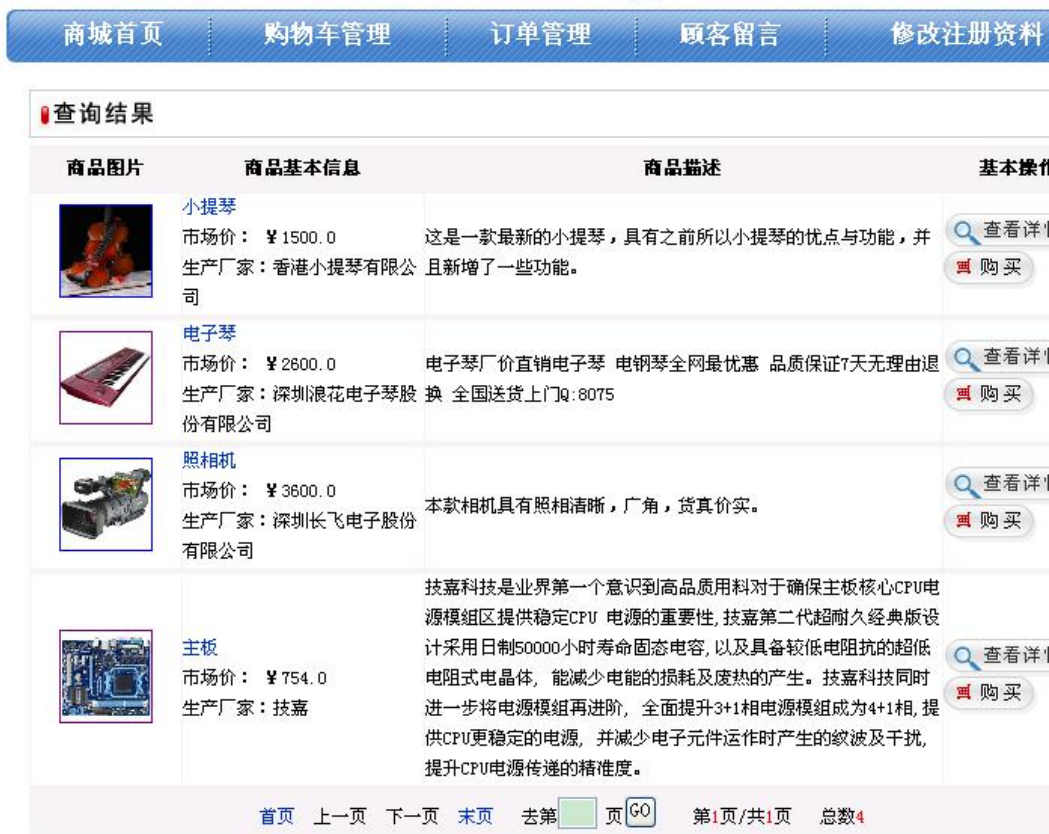 商城首页 购物车管理 订单管理 顾客留言 修改注册资料
查询结果
商品图片 商品基本信息 商品描述 基本操作
小提琴
市场价： ¥1500.0
生产厂家：香港小提琴有限公
司
这是一款最新的小提琴，具有之前所以小提琴的优点与功能，并
且新增了一些功能。
查看详情
购买
电子琴
市场价： ¥2600.0
生产厂家：深圳浪花电子琴股
份有限公司
电子琴厂价直销电子琴 电钢琴全网最优惠 品质保证7天无理由退
换 全国送货上门Q:8075
查看详情
购买
照相机
市场价： ¥3600.0
生产厂家：深圳长飞电子股份
有限公司
本款相机具有照相清晰，广角，货真价实。
查看详情
购买
主板
市场价： ¥754.0
生产厂家：技嘉
技嘉科技是业界第一个意识到高品质用料对于确保主板核心CPU电
源模组区提供稳定CPU 电源的重要性,技嘉第二代超耐久经典版设
计采用日制50000小时寿命固态电容,以及具备较低电阻抗的超低
电阻式电晶体, 能减少电能的损耗及废热的产生。技嘉科技同时
进一步将电源模组再进阶, 全面提升3+1相电源模组成为4+1相,提
供CPU更稳定的电源, 并减少电子元件运作时产生的纹波及干扰,
提升CPU电源传递的精准度。
查看详情
购买
首页 上一页 下一页 末页 去第 页 GO 第1页/共1页 总数4